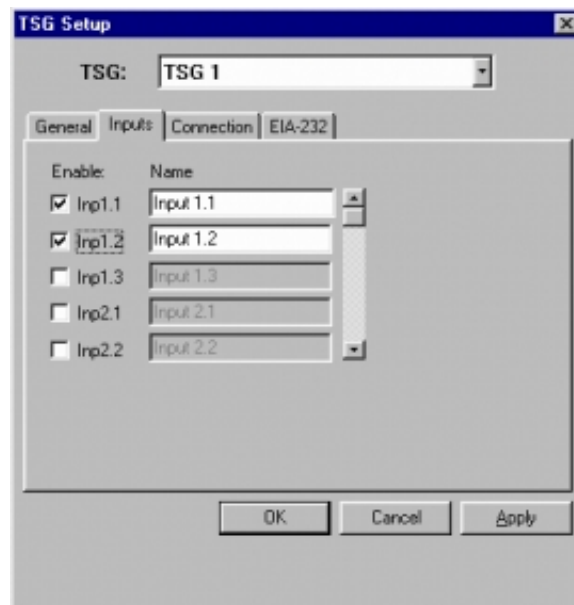 TSG Setup
TSG: TSG 1
General Inputs Connection EIA-232
Enable: Name
Inp1.1 Input 1.1
Inp1.2 Input 1.2
Inp1.3 Input 1.3
Inp2.1 Input 2.1
Inp2.2 Input 2.2
OK Cancel Apply